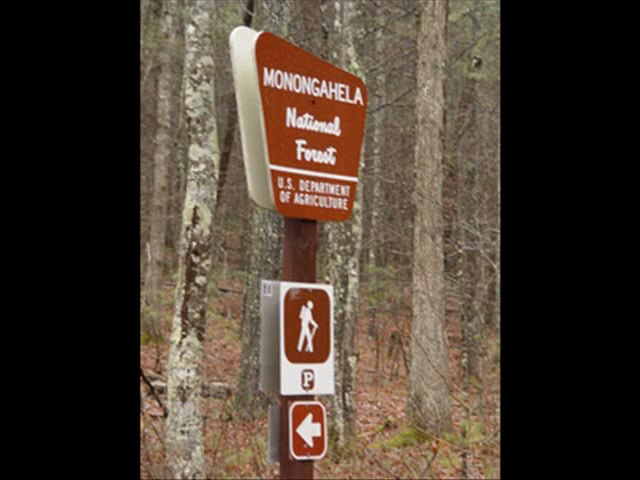 MONONGAHELA
National
Forest
U.S. DEPARTMENT
OF AGRICULTURE
P